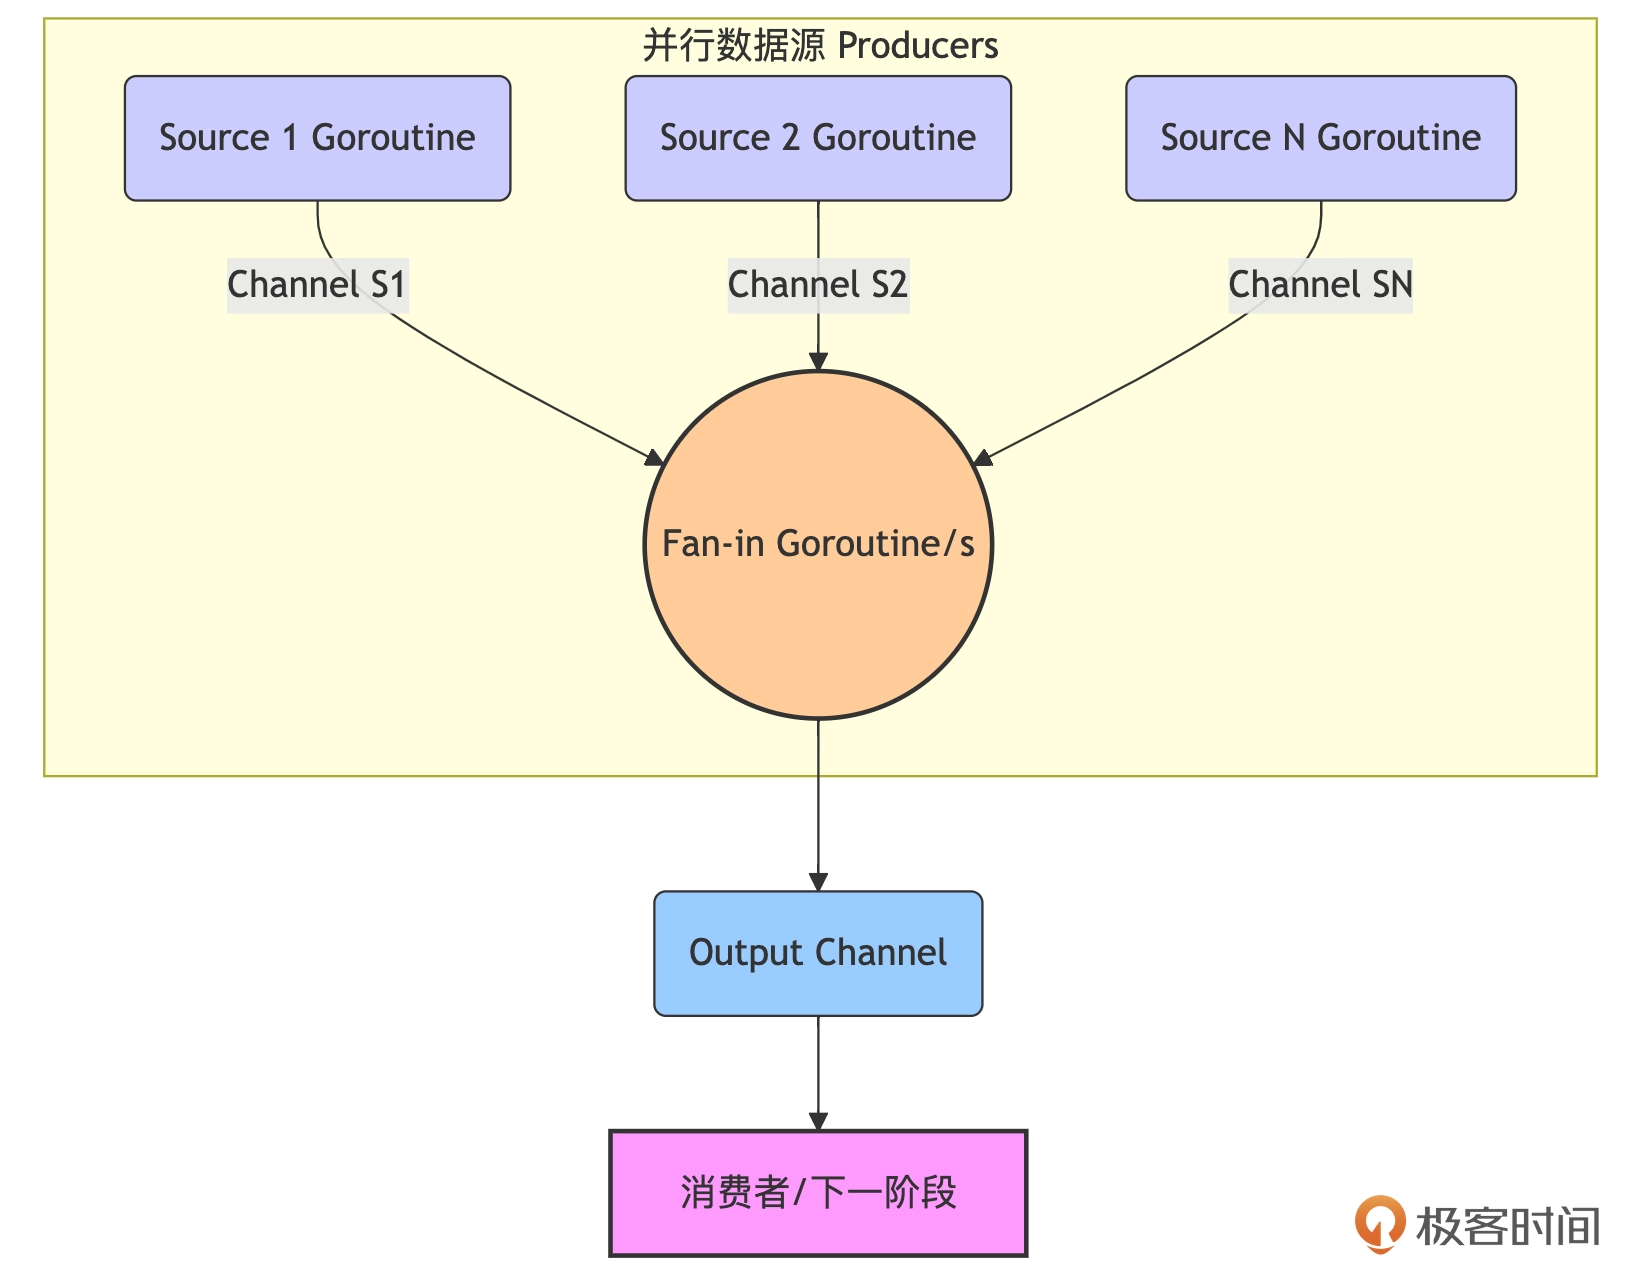 并行数据源 Producers
Source 1 Goroutine
Source 2 Goroutine
Source N Goroutine
Channel S1
Channel S2
Channel SN
Fan-in Goroutine/s
Output Channel
消费者/下一阶段
极客时间